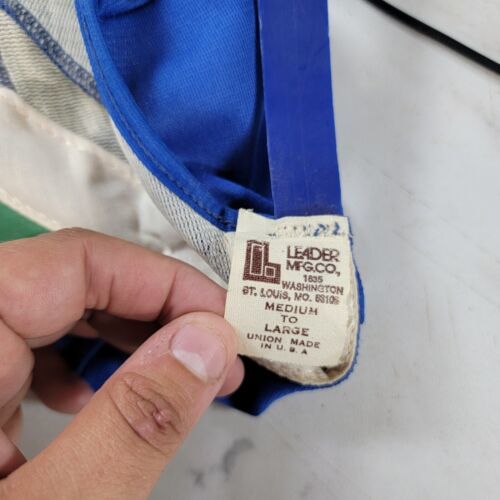 LEADER
MFG.CO.,
1835
WASHINGTON
ST. LOUIS, MO. 63103
MEDIUM
TO
LARGE
UNION MADE
IN U.S.A